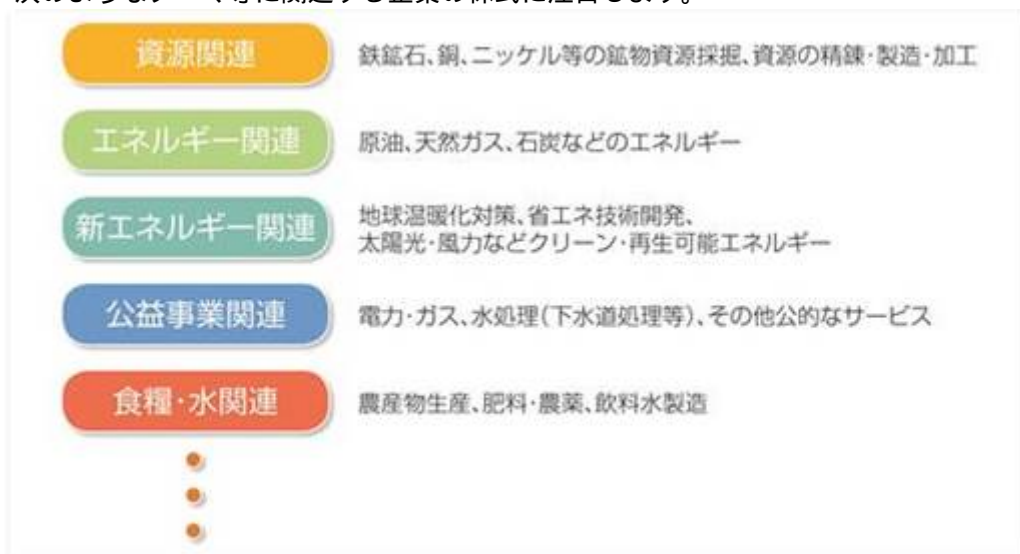 資源関連
鉄鉱石、銅、ニッケル等の鉱物資源採掘、資源の精錬・製造・加工
エネルギー関連
原油、天然ガス、石炭などのエネルギー
新エネルギー関連
地球温暖化対策、省エネ技術開発、
太陽光・風力などクリーン・再生可能エネルギー
公益事業関連
電力・ガス、水処理(下水道処理等)、その他公的なサービス
食糧・水関連
農産物生産、肥料・農薬、飲料水製造